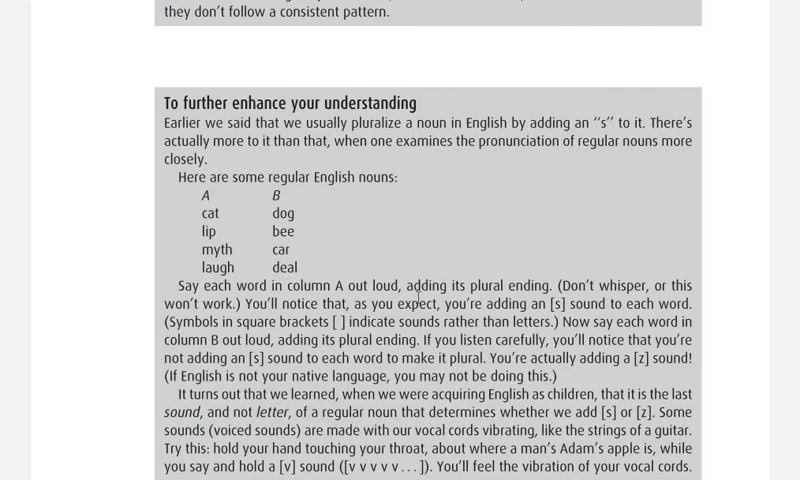 they don't follow a consistent pattern.
To further enhance your understanding
Earlier we said that we usually pluralize a noun in English by adding an "s" to it. There's
actually more to it than that, when one examines the pronunciation of regular nouns more
closely.
Here are some regular English nouns:
A B
cat dog
lip bee
myth car
laugh deal
Say each word in column A out loud, adding its plural ending. (Don't whisper, or this
won't work.) You'll notice that, as you expect, you're adding an [s] sound to each word.
(Symbols in square brackets [ ] indicate sounds rather than letters.) Now say each word in
column B out loud, adding its plural ending. If you listen carefully, you'll notice that you're
not adding an [s] sound to each word to make it plural. You're actually adding a [z] sound!
(If English is not your native language, you may not be doing this.)
It turns out that we learned, when we were acquiring English as children, that it is the last
sound, and not letter, of a regular noun that determines whether we add [s] or [z]. Some
sounds (voiced sounds) are made with our vocal cords vibrating, like the strings of a guitar.
Try this: hold your hand touching your throat, about where a man's Adam's apple is, while
you say and hold a [v] sound ([v v v v v . . . ]). You'll feel the vibration of your vocal cords.